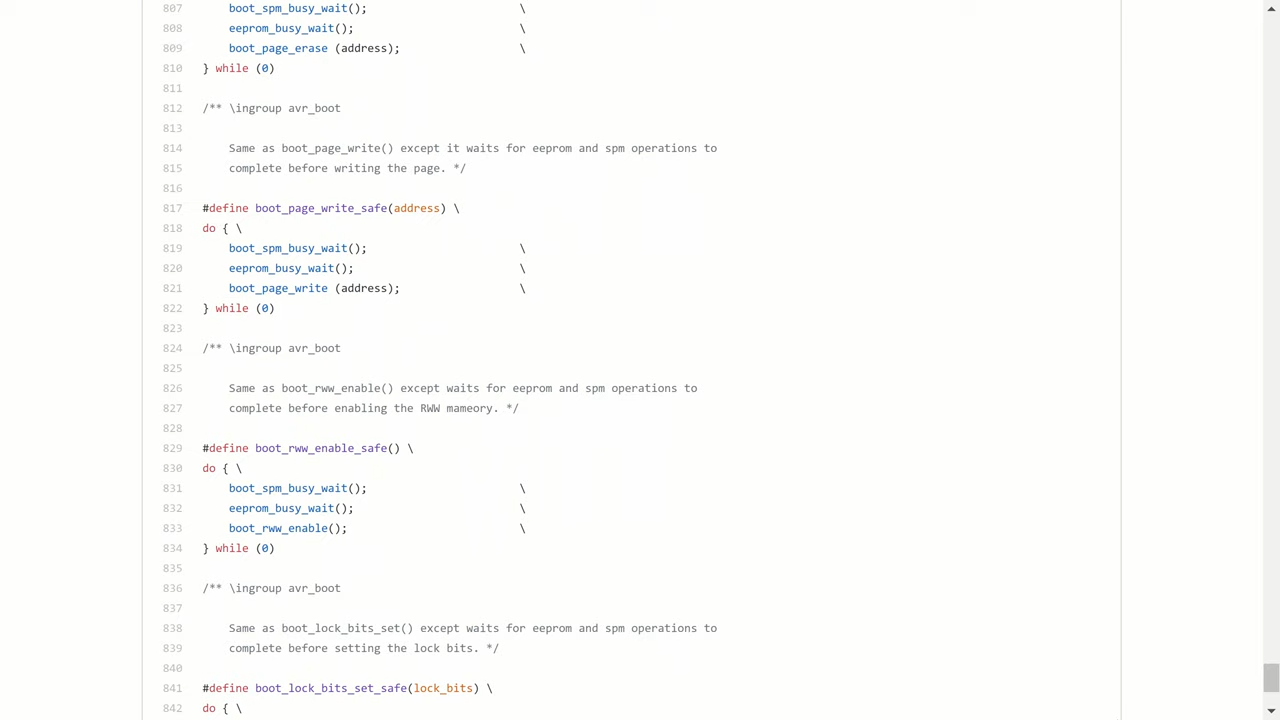 807 boot_spm_busy_wait(); \
808 eeprom_busy_wait(); \
809 boot_page_erase (address); \
810 } while (0)
811
812 /** \ingroup avr_boot
813
814 Same as boot_page_write() except it waits for eeprom and spm operations to
815 complete before writing the page. */
816
817 #define boot_page_write_safe(address) \
818 do { \
819 boot_spm_busy_wait(); \
820 eeprom_busy_wait(); \
821 boot_page_write (address); \
822 } while (0)
823
824 /** \ingroup avr_boot
825
826 Same as boot_rww_enable() except waits for eeprom and spm operations to
827 complete before enabling the RWW mameory. */
828
829 #define boot_rww_enable_safe() \
830 do { \
831 boot_spm_busy_wait(); \
832 eeprom_busy_wait(); \
833 boot_rww_enable(); \
834 } while (0)
835
836 /** \ingroup avr_boot
837
838 Same as boot_lock_bits_set() except waits for eeprom and spm operations to
839 complete before setting the lock bits. */
840
841 #define boot_lock_bits_set_safe(lock_bits) \
842 do { \